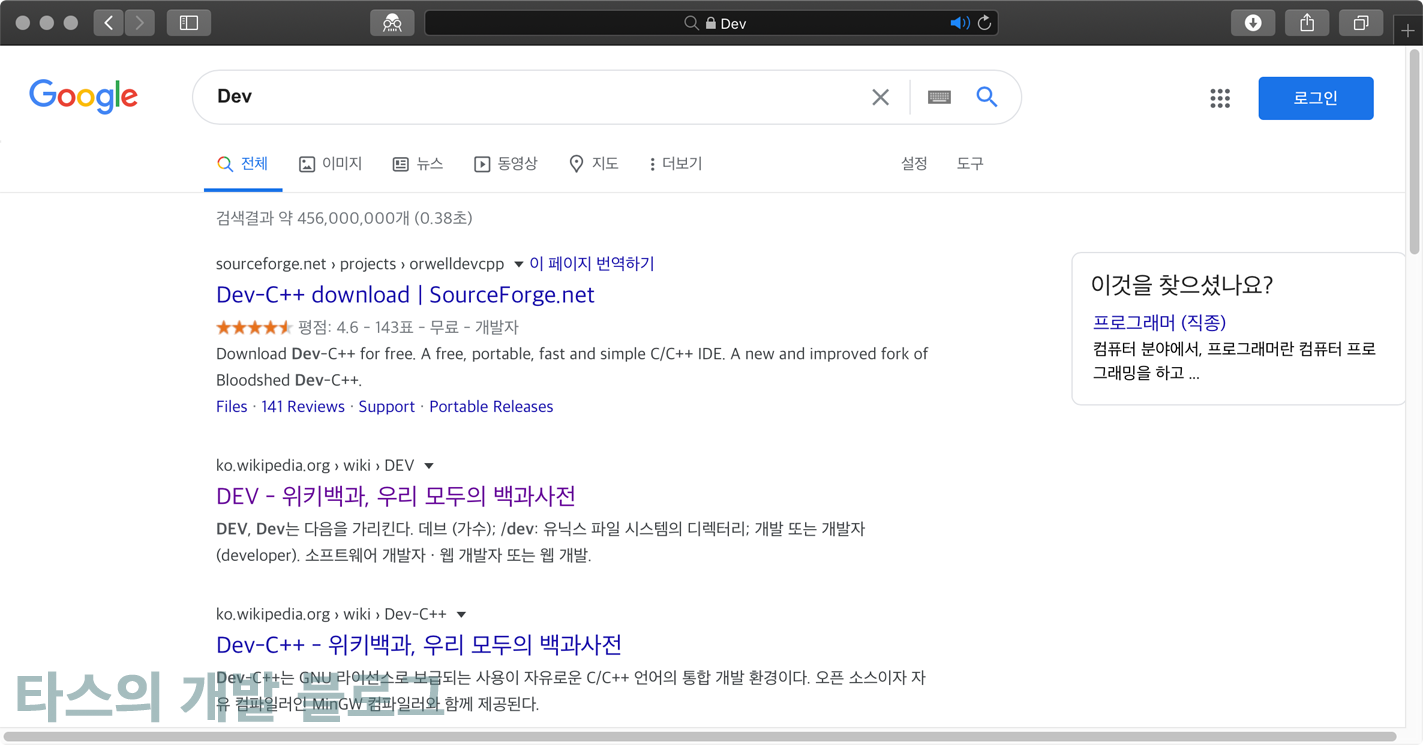 Dev
Google
Dev
로그인
전체 이미지 뉴스 동영상 지도 더보기 설정 도구
검색결과 약 456,000,000개 (0.38초)
sourceforge.net › projects › orwelldevcpp ▼ 이 페이지 번역하기
Dev-C++ download | SourceForge.net
평점: 4.6 - 143표 - 무료 - 개발자
Download Dev-C++ for free. A free, portable, fast and simple C/C++ IDE. A new and improved fork of
Bloodshed Dev-C++.
Files · 141 Reviews · Support · Portable Releases
이것을 찾으셨나요?
프로그래머 (직종)
컴퓨터 분야에서, 프로그래머란 컴퓨터 프로
그래밍을 하고 ...
ko.wikipedia.org › wiki › DEV ▼
DEV - 위키백과, 우리 모두의 백과사전
DEV, Dev는 다음을 가리킨다. 데브 (가수); /dev: 유닉스 파일 시스템의 디렉터리; 개발 또는 개발자
(developer). 소프트웨어 개발자 · 웹 개발자 또는 웹 개발.
ko.wikipedia.org › wiki › Dev-C++ ▼
Dev-C++ - 위키백과, 우리 모두의 백과사전
Dev-C++는 GNU 라이선스로 보급되는 사용이 자유로운 C/C++ 언어의 통합 개발 환경이다. 오픈 소스이자 자
유 컴파일러인 MinGW 컴파일러와 함께 제공된다.
타스의 개발 블로그